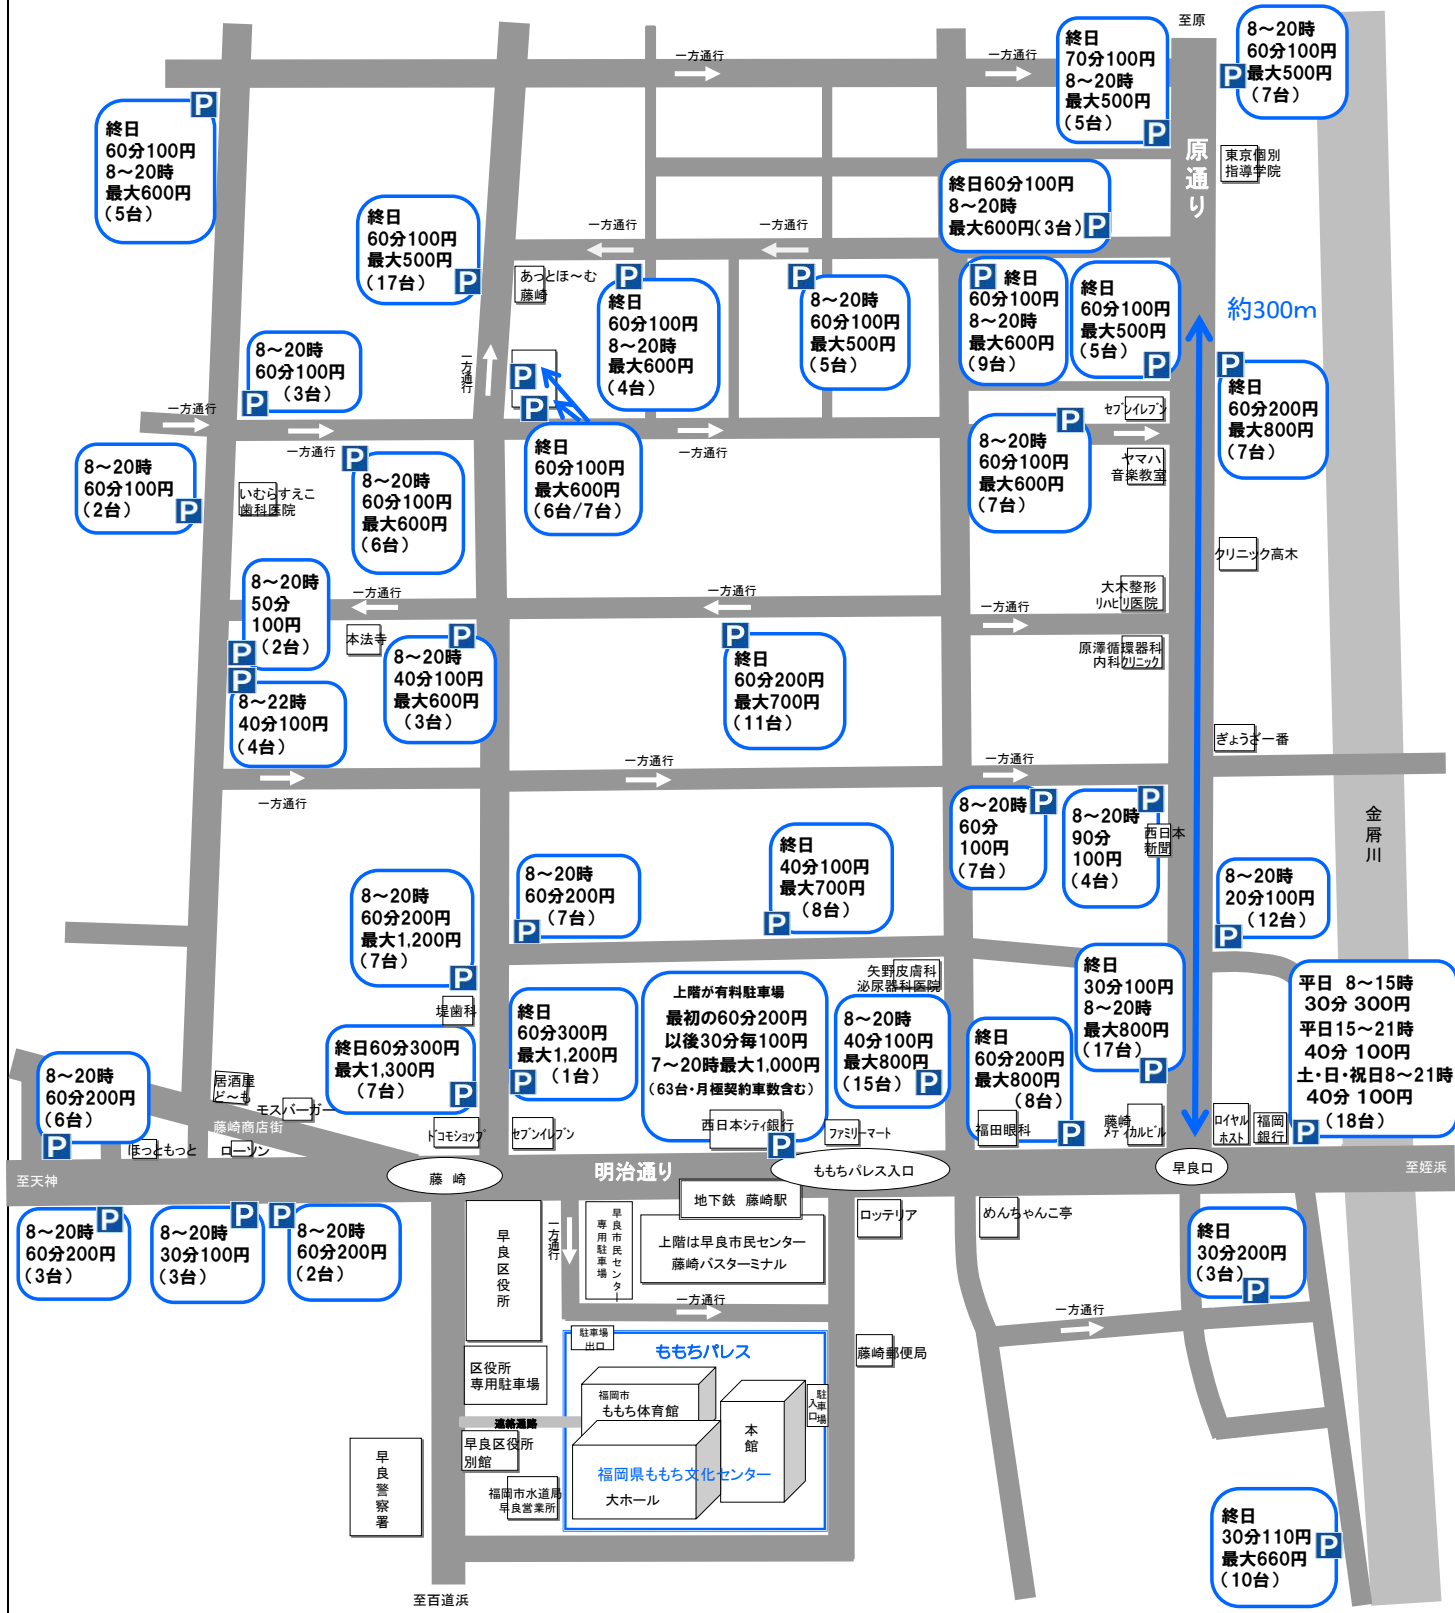 至原
8～20時
60分100円
最大500円
(7台)
終日
70分100円
8～20時
最大500円
(5台)
一方通行
一方通行
終日
60分100円
8～20時
最大600円
(5台)
原通り
東京個別
指導学院
終日60分100円
8～20時
最大600円(3台)
終日
60分100円
最大500円
(17台)
一方通行
一方通行
あっとほ～む
藤崎
終日
60分100円
8～20時
最大600円
(4台)
8～20時
60分100円
最大500円
(5台)
終日
60分100円
8～20時
最大600円
(9台)
終日
60分100円
最大500円
(5台)
約300m
8～20時
60分100円
(3台)
一方通行
終日
60分200円
最大800円
(7台)
一方通行
セブンイレブン
一方通行
一方通行
一方通行
終日
60分100円
最大600円
(6台/7台)
8～20時
60分100円
最大600円
(7台)
ヤマハ
音楽教室
8～20時
60分100円
(2台)
いむらすえこ
歯科医院
8～20時
60分100円
最大600円
(6台)
クリニック高木
8～20時
50分
100円
(2台)
一方通行
一方通行
一方通行
大木整形
リハビリ医院
本法寺
原澤循環器科
内科クリニック
8～20時
40分100円
最大600円
(3台)
終日
60分200円
最大700円
(11台)
8～22時
40分100円
(4台)
ぎょうざ一番
一方通行
一方通行
一方通行
8～20時
60分
100円
(7台)
8～20時
90分
100円
(4台)
西日本
新聞
金屑川
終日
40分100円
最大700円
(8台)
8～20時
60分200円
(7台)
8～20時
60分200円
最大1,200円
(7台)
8～20時
20分100円
(12台)
矢野皮膚科
泌尿器科医院
終日
30分100円
8～20時
最大800円
(17台)
平日 8～15時
30分 300円
平日15～21時
40分 100円
土・日・祝日8～21時
40分 100円
(18台)
堤歯科
終日
60分300円
最大1,200円
(1台)
上階が有料駐車場
最初の60分200円
以後30分毎100円
7～20時最大1,000円
(63台・月極契約車数含む)
8～20時
40分100円
最大800円
(15台)
終日
60分200円
最大800円
(8台)
終日60分300円
最大1,300円
(7台)
8～20時
60分200円
(6台)
居酒屋
ど～も
モスバーガー
藤崎商店街
ほっともっと
ローソン
ドコモショップ
セブンイレブン
西日本シティ銀行
ファミリーマート
福田眼科
藤崎
メディカルビル
ロイヤル
ホスト
福岡
銀行
至天神
藤 崎
明治通り
ももちパレス入口
早良口
至姪浜
8～20時
60分200円
(3台)
8～20時
30分100円
(3台)
8～20時
60分200円
(2台)
早良区役所
一方通行
早良市民センター
専用駐車場
地下鉄 藤崎駅
上階は早良市民センター
藤崎バスターミナル
ロッテリア
めんちゃんこ亭
終日
30分200円
(3台)
一方通行
一方通行
駐車場
出口
ももちパレス
藤崎郵便局
区役所
専用駐車場
福岡市
ももち体育館
駐車場
入口
連絡通路
本館
早良区役所
別館
福岡県ももち文化センター
大ホール
早良警察署
福岡市水道局
早良営業所
終日
30分110円
最大660円
(10台)
至百道浜